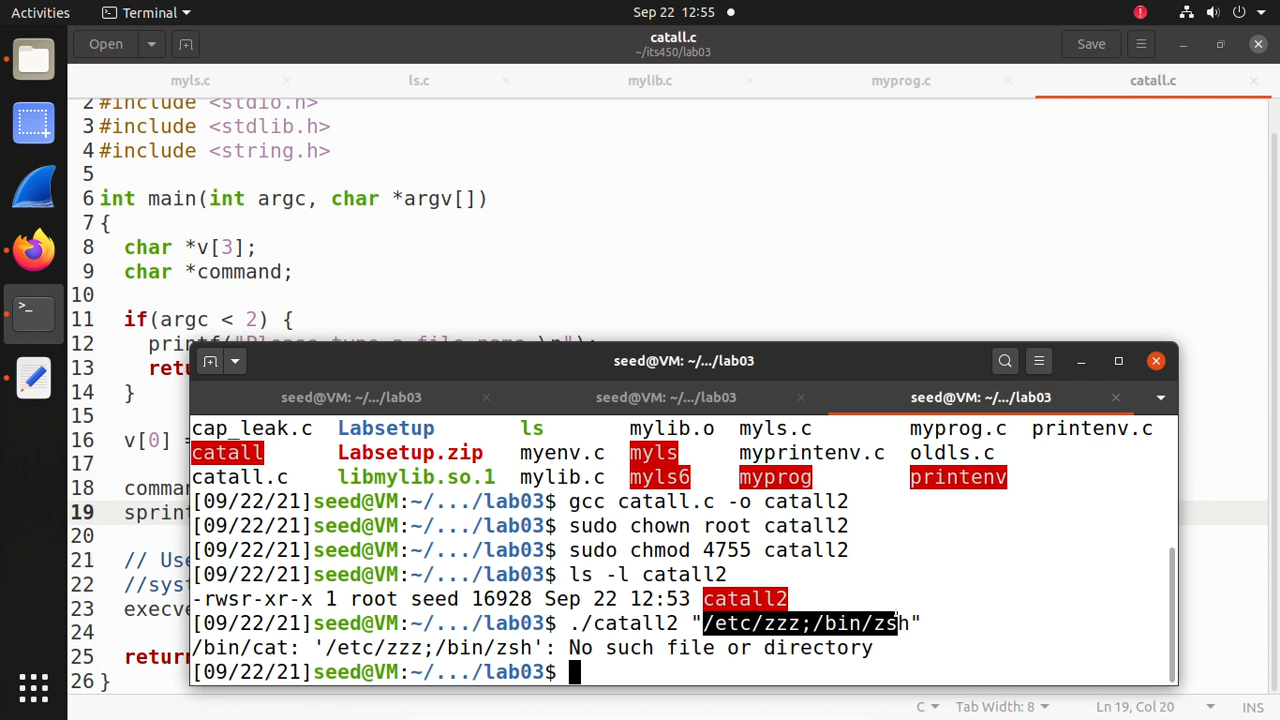 Activities Terminal Sep 22 12:55
Open catall.c Save
~/its450/lab03
myls.c ls.c mylib.c myprog.c catall.c
2 #include <stdio.h>
3 #include <stdlib.h>
4 #include <string.h>
5
6 int main(int argc, char *argv[])
7 {
8 char *v[3];
9 char *command;
10
11 if(argc < 2) {
12 printf("Please type a file name.\n");
13 retu
14 }
15
16 v[0] =
17
18 comman
19 sprint
20
21 // Use
22 //sys
23 execve
24
25 return
26 }
seed@VM: ~/.../lab03
seed@VM: ~/.../lab03 seed@VM: ~/.../lab03 seed@VM: ~/.../lab03
cap_leak.c Labsetup ls mylib.o myls.c myprog.c printenv.c
catall Labsetup.zip myenv.c myls myprintenv.c oldls.c
catall.c libmylib.so.1 mylib.c myls6 myprog printenv
[09/22/21]seed@VM:~/.../lab03$ gcc catall.c -o catall2
[09/22/21]seed@VM:~/.../lab03$ sudo chown root catall2
[09/22/21]seed@VM:~/.../lab03$ sudo chmod 4755 catall2
[09/22/21]seed@VM:~/.../lab03$ ls -l catall2
-rwsr-xr-x 1 root seed 16928 Sep 22 12:53 catall2
[09/22/21]seed@VM:~/.../lab03$ ./catall2 "/etc/zzz;/bin/zsh"
/bin/cat: '/etc/zzz;/bin/zsh': No such file or directory
[09/22/21]seed@VM:~/.../lab03$
C Tab Width: 8 Ln 19, Col 20 INS